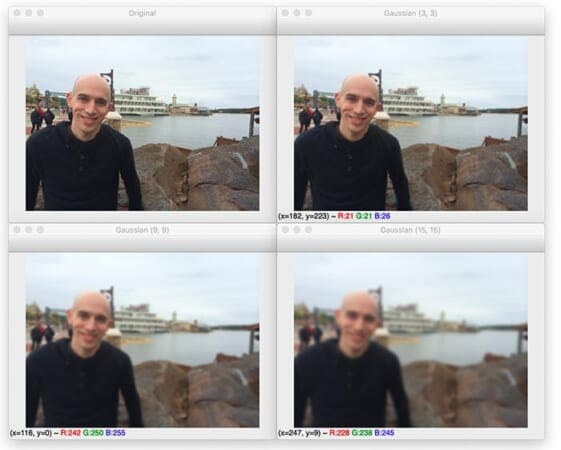 Original
Gaussian (3, 3)
(x=182, y=223) ~ R:21 G:21 B:26
Gaussian (9, 9)
Gaussian (15, 15)
(x=116, y=0) ~ R:242 G:250 B:255
(x=247, y=9) ~ R:228 G:238 B:245